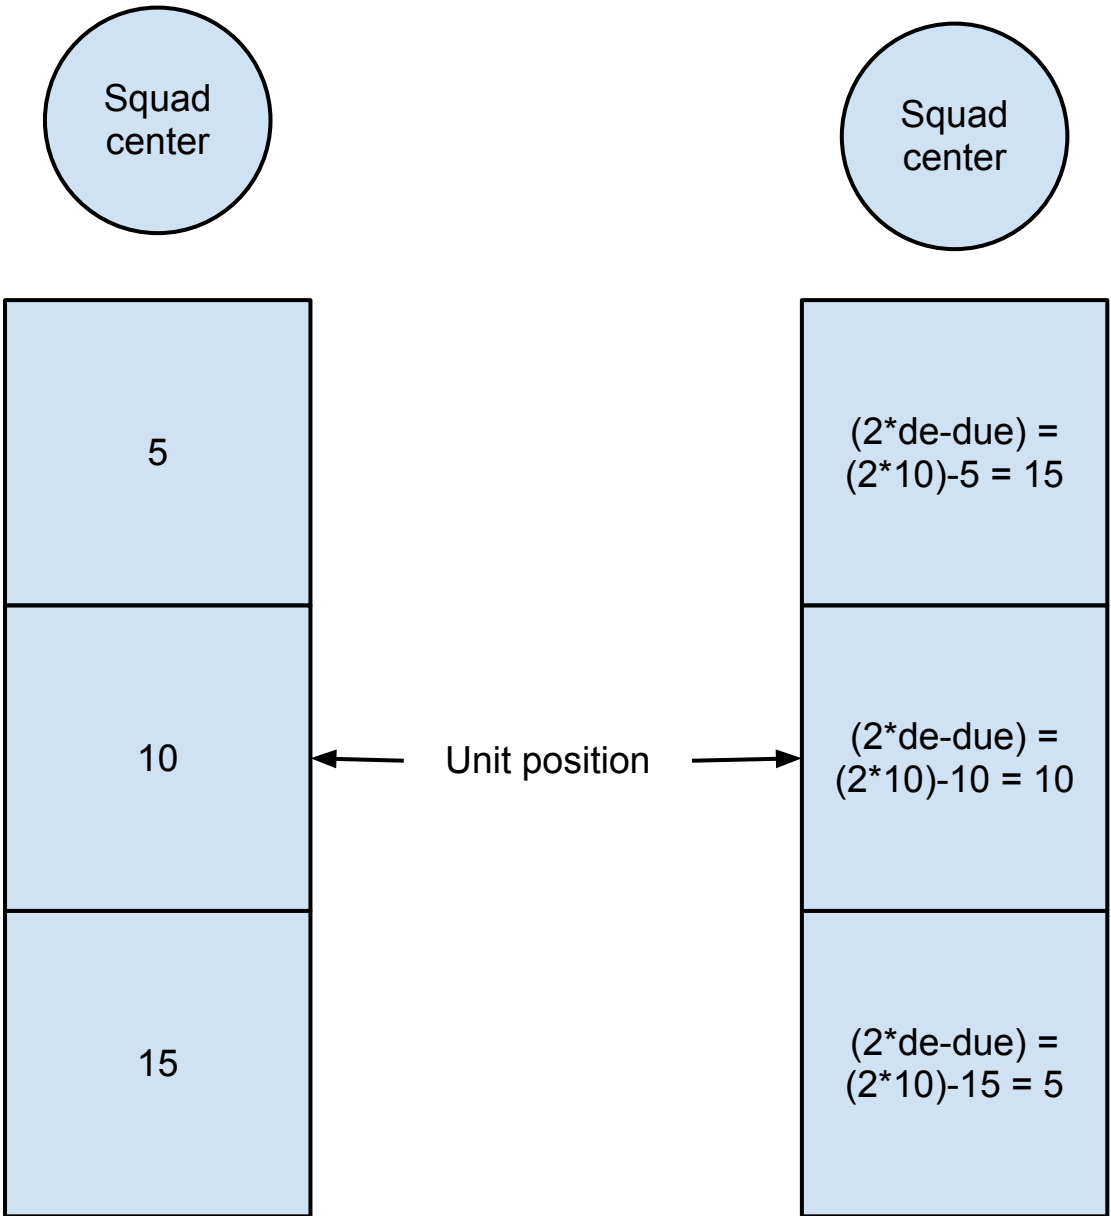 Squad
center
Squad
center
5
(2*de-due) =
(2*10)-5 = 15
10
Unit position
(2*de-due) =
(2*10)-10 = 10
15
(2*de-due) =
(2*10)-15 = 5